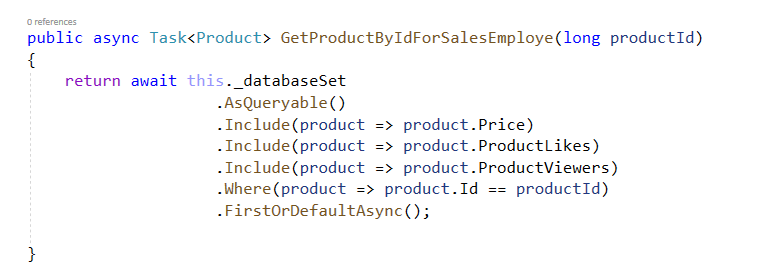 0 references
public async Task<Product> GetProductByIdForSalesEmploye(long productId)
{
return await this._databaseSet
.AsQueryable()
.Include(product => product.Price)
.Include(product => product.ProductLikes)
.Include(product => product.ProductViewers)
.Where(product => product.Id == productId)
.FirstOrDefaultAsync();
}